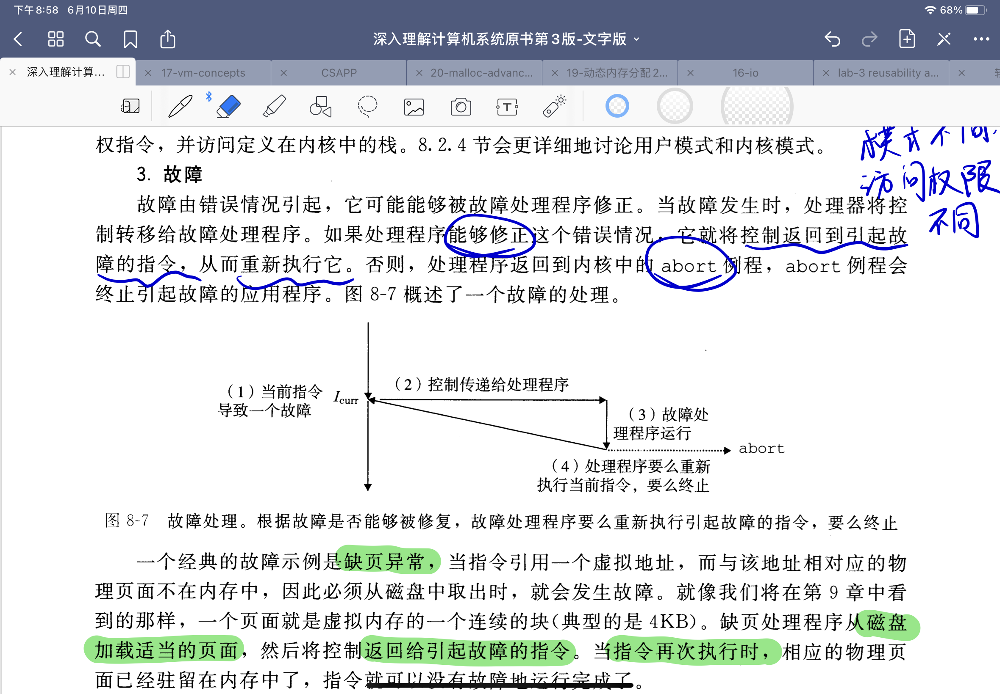 下午8:58 6月10日周四
68%
深入理解计算机系统原书第3版-文字版
深入理解计算...
17-vm-concepts
CSAPP
20-malloc-advanc...
19-动态内存分配2...
16-io
lab-3 reusability a...
权指令，并访问定义在内核中的栈。8.2.4 节会更详细地讨论用户模式和内核模式。
模式不同,
访问权限
不同
3. 故障
故障由错误情况引起，它可能能够被故障处理程序修正。当故障发生时，处理器将控
制转移给故障处理程序。如果处理程序能够修正这个错误情况，它就将控制返回到引起故
障的指令，从而重新执行它。否则，处理程序返回到内核中的 abort 例程，abort 例程会
终止引起故障的应用程序。图 8-7 概述了一个故障的处理。
（1）当前指令
导致一个故障
Icurr
（2）控制传递给处理程序
（3）故障处
理程序运行
abort
（4）处理程序要么重新
执行当前指令，要么终止
图 8-7 故障处理。根据故障是否能够被修复，故障处理程序要么重新执行引起故障的指令，要么终止
一个经典的故障示例是缺页异常，当指令引用一个虚拟地址，而与该地址相对应的物
理页面不在内存中，因此必须从磁盘中取出时，就会发生故障。就像我们将在第 9 章中看
到的那样，一个页面就是虚拟内存的一个连续的块(典型的是 4KB)。缺页处理程序从磁盘
加载适当的页面，然后将控制返回给引起故障的指令。当指令再次执行时，相应的物理页
面已经驻留在内存中了，指令就可以没有故障地运行完成了。